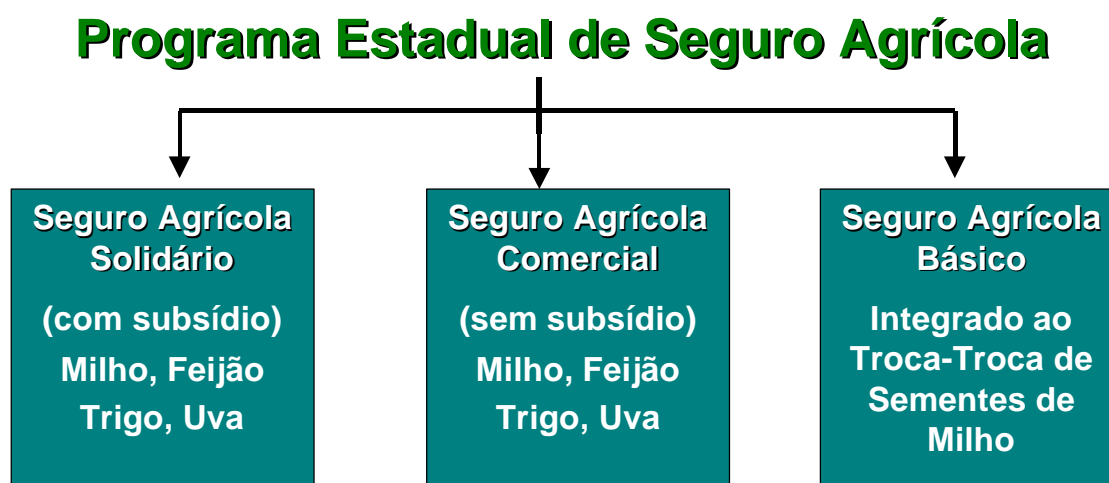 Programa Estadual de Seguro Agrícola
Seguro Agrícola
Solidário
(com subsídio)
Milho, Feijão
Trigo, Uva
Seguro Agrícola
Comercial
(sem subsídio)
Milho, Feijão
Trigo, Uva
Seguro Agrícola
Básico
Integrado ao
Troca-Troca de
Sementes de
Milho